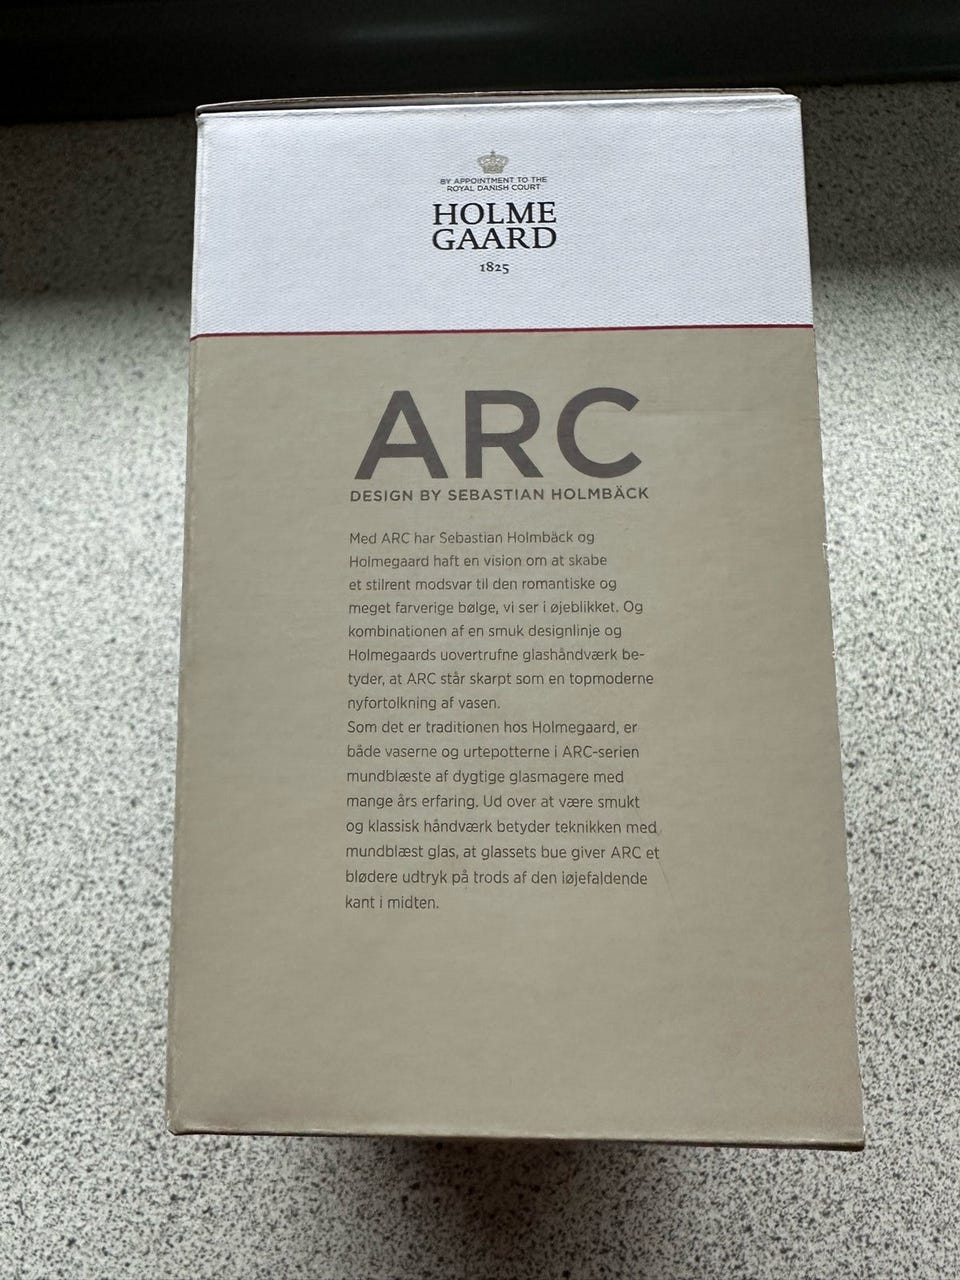 BY APPOINTMENT TO THE
ROYAL DANISH COURT
HOLME
GAARD
1825
ARC
DESIGN BY SEBASTIAN HOLMBÄCK
Med ARC har Sebastian Holmbäck og
Holmegaard haft en vision om at skabe
et stilrent modsvar til den romantiske og
meget farverige bølge, vi ser i øjeblikket. Og
kombinationen af en smuk designlinje og
Holmegaards uovertrufne glashåndværk be-
tyder, at ARC står skarpt som en topmoderne
nyfortolkning af vasen.
Som det er traditionen hos Holmegaard, er
både vaserne og urtepotterne i ARC-serien
mundblæste af dygtige glasmagere med
mange års erfaring. Ud over at være smukt
og klassisk håndværk betyder teknikken med
mundblæst glas, at glassets bue giver ARC et
blødere udtryk på trods af den iøjefaldende
kant i midten.